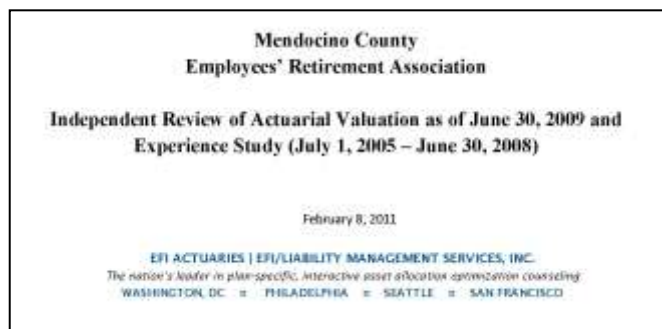 Mendocino County
Employees' Retirement Association
Independent Review of Actuarial Valuation as of June 30, 2009 and
Experience Study (July 1, 2005 – June 30, 2008)
February 8, 2011
EFI ACTUARIES | EFI/LIABILITY MANAGEMENT SERVICES, INC.
The nation's leader in plan-specific, interactive asset allocation optimization counseling
WASHINGTON, DC ¤ PHILADELPHIA ¤ SEATTLE ¤ SAN FRANCISCO